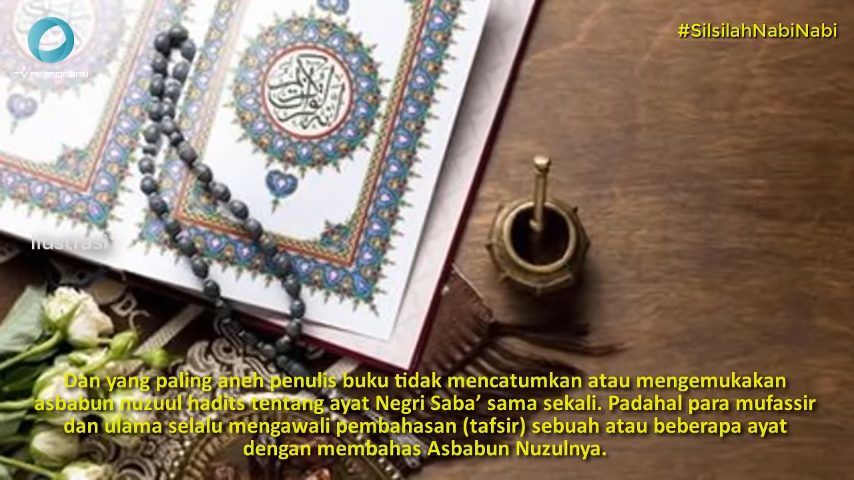 #SilsilahNabiNabi
TV PERADABAN
Ilustrasi
Dan yang paling aneh penulis buku tidak mencatumkan atau mengemukakan
asbabun nuzuul hadits tentang ayat Negri Saba’ sama sekali. Padahal para mufassir
dan ulama selalu mengawali pembahasan (tafsir) sebuah atau beberapa ayat
dengan membahas Asbabun Nuzulnya.